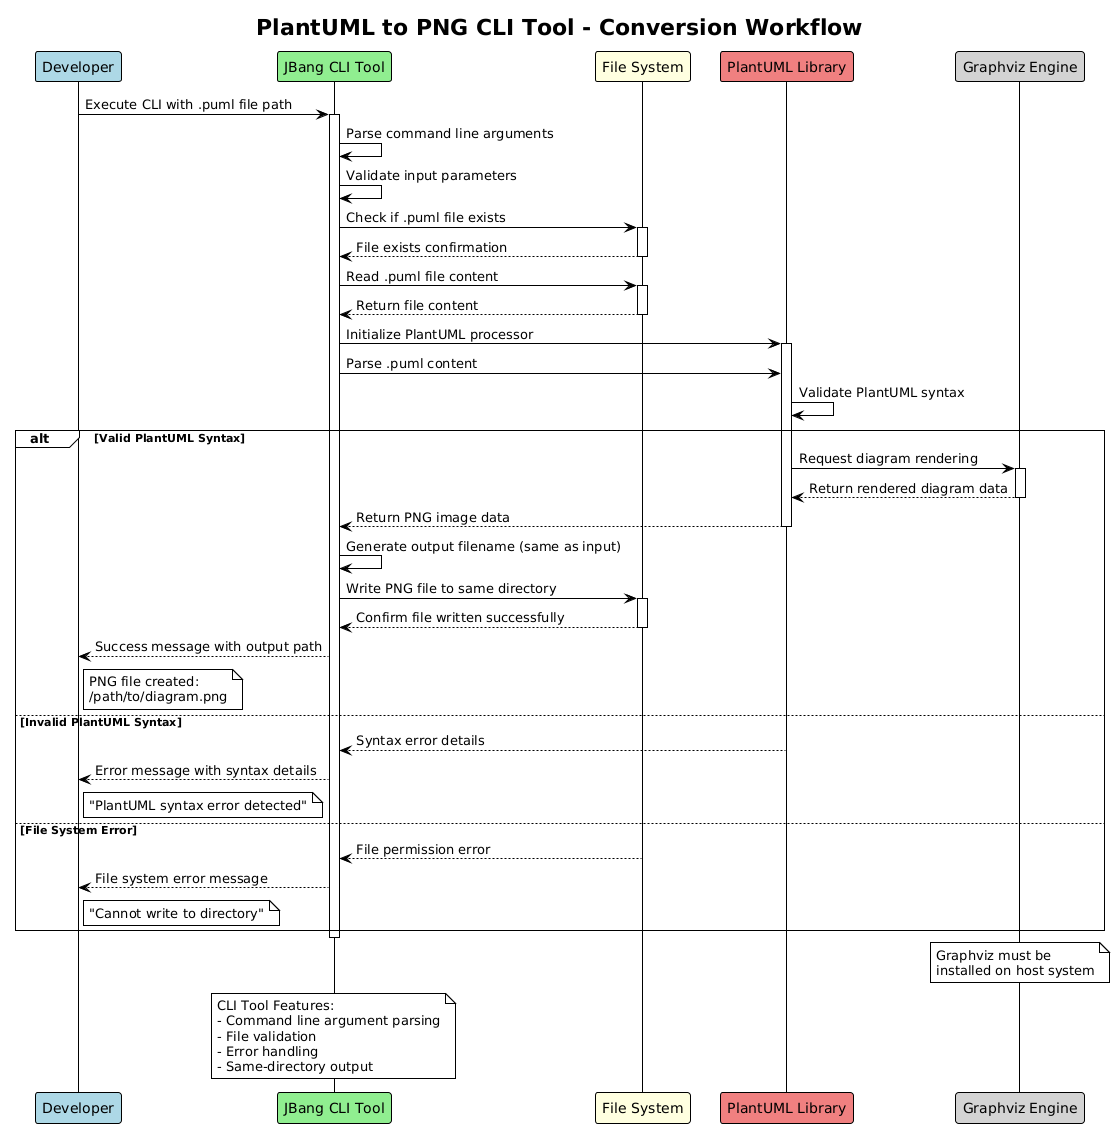 PlantUML to PNG CLI Tool - Conversion Workflow
Developer
JBang CLI Tool
File System
PlantUML Library
Graphviz Engine
Execute CLI with .puml file path
Parse command line arguments
Validate input parameters
Check if .puml file exists
File exists confirmation
Read .puml file content
Return file content
Initialize PlantUML processor
Parse .puml content
Validate PlantUML syntax
alt
[Valid PlantUML Syntax]
Request diagram rendering
Return rendered diagram data
Return PNG image data
Generate output filename (same as input)
Write PNG file to same directory
Confirm file written successfully
Success message with output path
PNG file created:
/path/to/diagram.png
[Invalid PlantUML Syntax]
Syntax error details
Error message with syntax details
"PlantUML syntax error detected"
[File System Error]
File permission error
File system error message
"Cannot write to directory"
Graphviz must be
installed on host system
CLI Tool Features:
- Command line argument parsing
- File validation
- Error handling
- Same-directory output
Developer
JBang CLI Tool
File System
PlantUML Library
Graphviz Engine